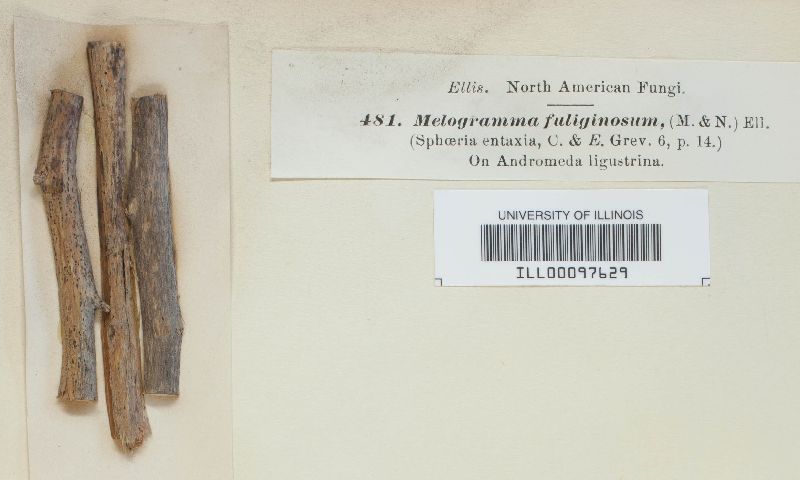 Ellis. North American Fungi.
481. Melogramma fuliginosum, (M. & N.) Ell.
(Sphœria entaxia, C. & E. Grev. 6, p. 14.)
On Andromeda ligustrina.
UNIVERSITY OF ILLINOIS
ILL00097629